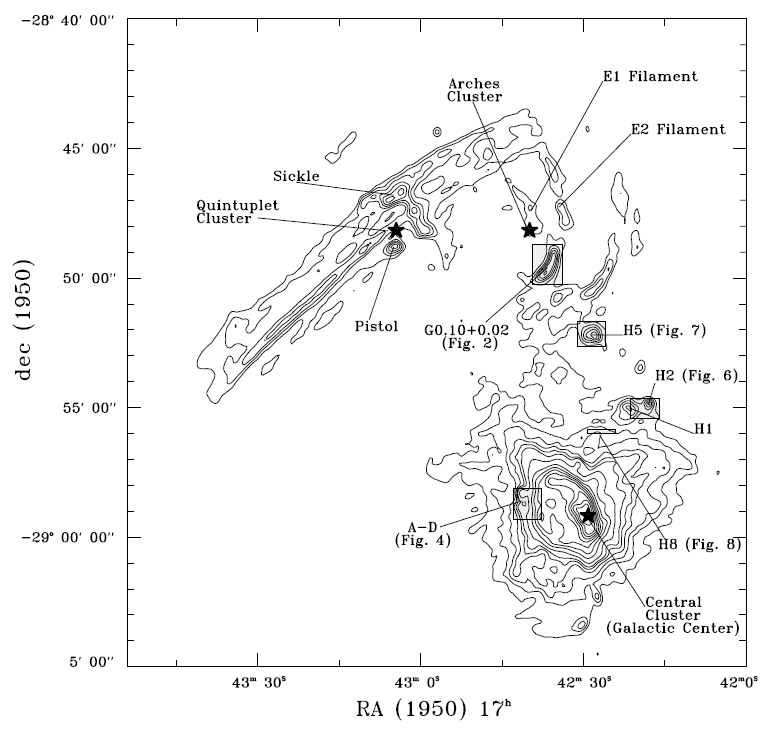 -28° 40' 00"
E1 Filament
Arches
Cluster
E2 Filament
45' 00"
Sickle
Quintuplet
Cluster
50' 00"
Pistol
G0.10+0.02
(Fig. 2)
H5 (Fig. 7)
H2 (Fig. 6)
55' 00"
H1
A-D
(Fig. 4)
-29° 00' 00"
H8 (Fig. 8)
Central
Cluster
(Galactic Center)
5' 00"
dec (1950)
43ᵐ 30ˢ
43ᵐ 0ˢ
42ᵐ 30ˢ
42ᵐ 0ˢ
RA (1950) 17ʰ